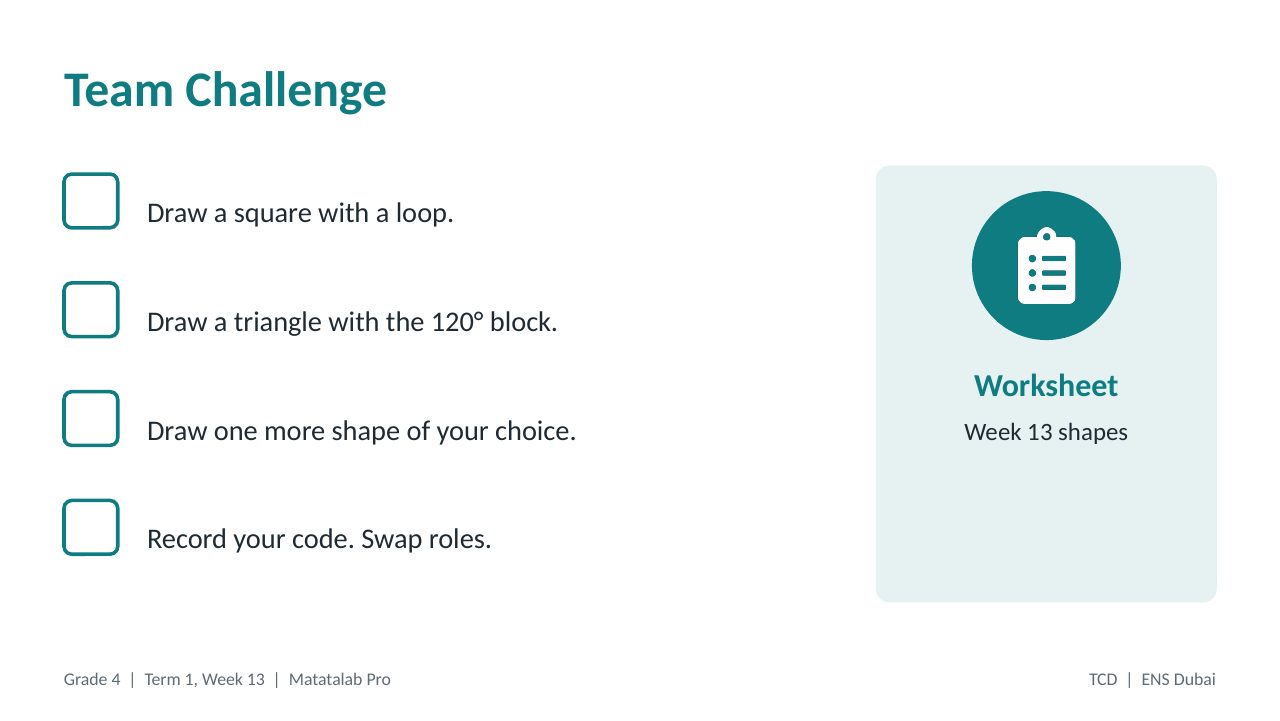 Team Challenge
Draw a square with a loop.
Draw a triangle with the 120° block.
Draw one more shape of your choice.
Record your code. Swap roles.
Worksheet
Week 13 shapes
Grade 4 | Term 1, Week 13 | Matatalab Pro
TCD | ENS Dubai